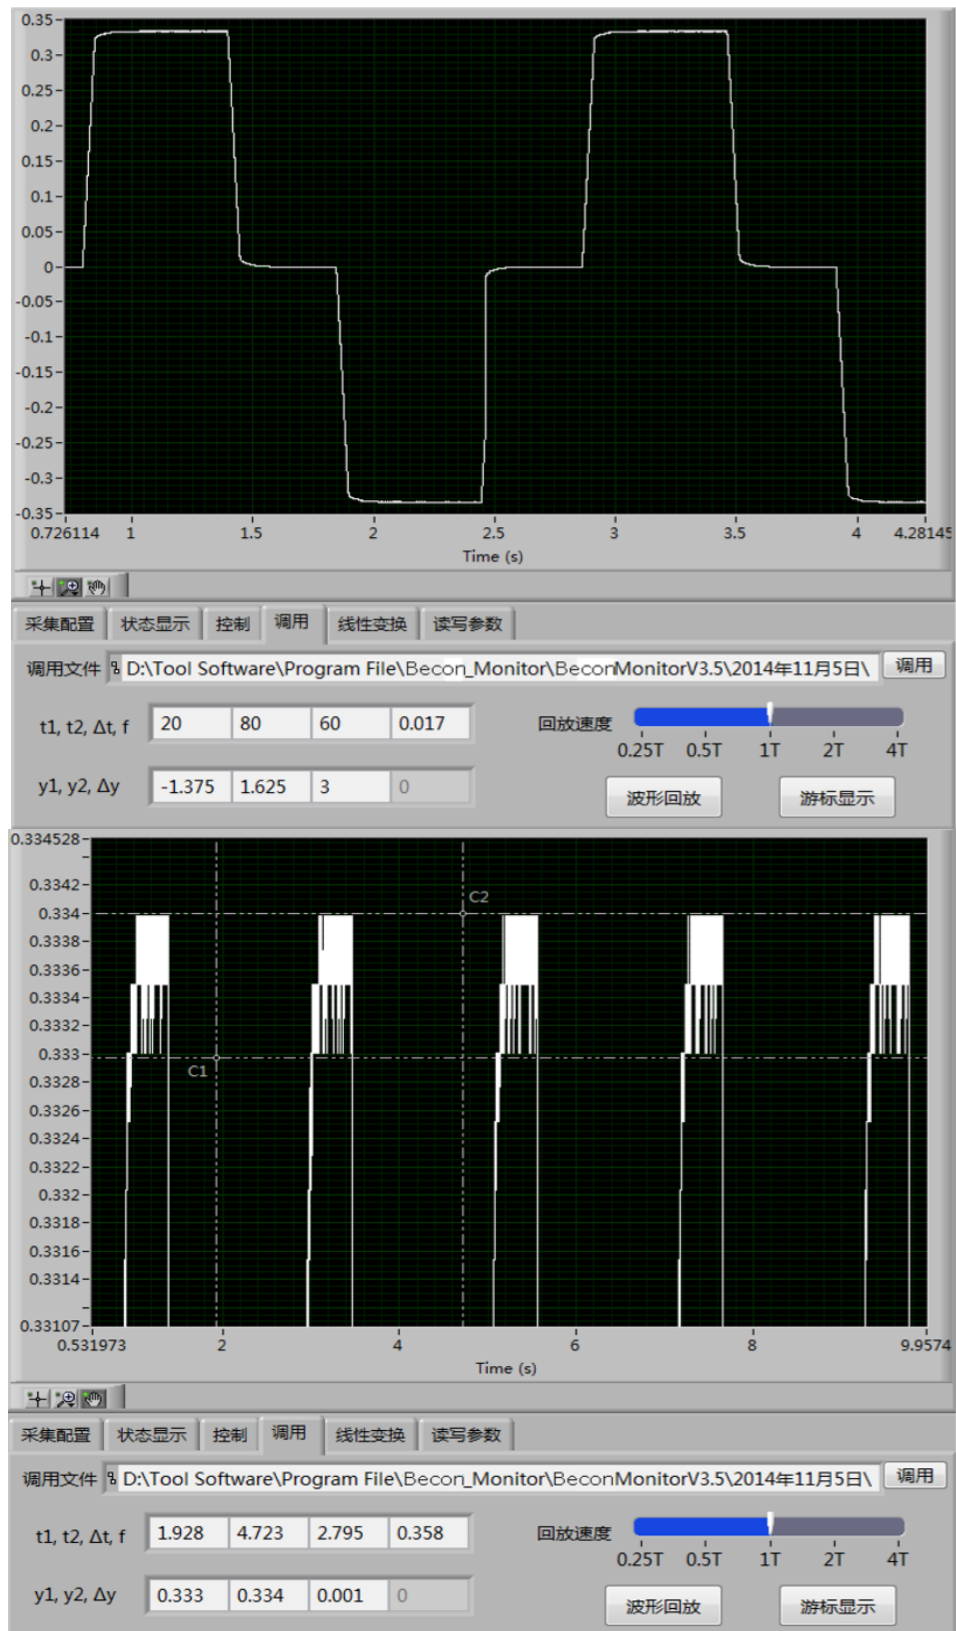 0.35
0.3
0.25
0.2
0.15
0.1
0.05
0
-0.05
-0.1
-0.15
-0.2
-0.25
-0.3
-0.35
0.726114 1 1.5 2 2.5 3 3.5 4 4.28145
Time (s)
采集配置 状态显示 控制 调用 线性变换 读写参数
调用文件 D:\Tool Software\Program File\Becon_Monitor\BeconMonitorV3.5\2014年11月5日\ 调用
t1, t2, Δt, f 20 80 60 0.017 回放速度
0.25T 0.5T 1T 2T 4T
y1, y2, Δy -1.375 1.625 3 0 波形回放 游标显示
0.334528
0.3342
0.334
0.3338
0.3336
0.3334
0.3332
0.333
0.3328
0.3326
0.3324
0.3322
0.332
0.3318
0.3316
0.3314
0.33107
C2
C1
0.531973 2 4 6 8 9.9574
Time (s)
采集配置 状态显示 控制 调用 线性变换 读写参数
调用文件 D:\Tool Software\Program File\Becon_Monitor\BeconMonitorV3.5\2014年11月5日\ 调用
t1, t2, Δt, f 1.928 4.723 2.795 0.358 回放速度
0.25T 0.5T 1T 2T 4T
y1, y2, Δy 0.333 0.334 0.001 0 波形回放 游标显示